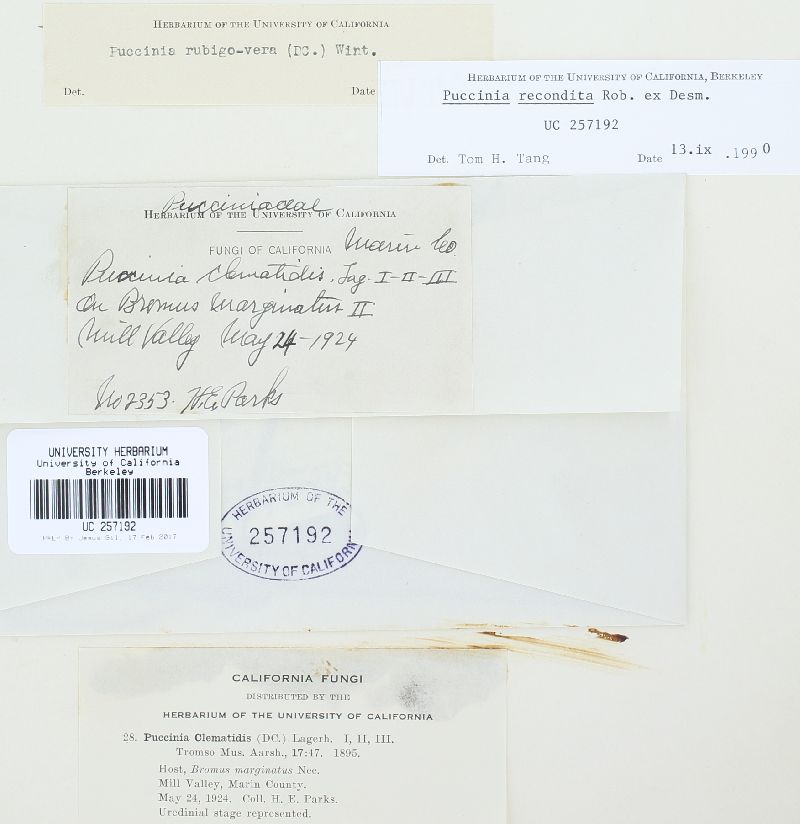 HERBARIUM OF THE UNIVERSITY OF CALIFORNIA
Puccinia rubigo-vera (DC.) Wint.
Det. Date
HERBARIUM OF THE UNIVERSITY OF CALIFORNIA, BERKELEY
Puccinia recondita Rob. ex Desm.
UC 257192
Det. Tom H. Tang Date 13.ix .1990
Pucciniaceae
HERBARIUM OF THE UNIVERSITY OF CALIFORNIA
FUNGI OF CALIFORNIA Marin Co.
Puccinia Clematidis. Lag. I-II-III
On Bromus marginatus II
Mill Valley May 24-1924
No 2353. H.E. Parks
UNIVERSITY HERBARIUM
University of California
Berkeley
UC 257192
By Jesus Gil, 17 Feb 2017
HERBARIUM OF THE
257192
UNIVERSITY OF CALIFORN
CALIFORNIA FUNGI
DISTRIBUTED BY THE
HERBARIUM OF THE UNIVERSITY OF CALIFORNIA
28. Puccinia Clematidis (DC.) Lagerh. I, II, III.
Tromso Mus. Aarsh., 17:47. 1895.
Host, Bromus marginatus Nee.
Mill Valley, Marin County.
May 24, 1924. Coll. H. E. Parks.
Uredinial stage represented.